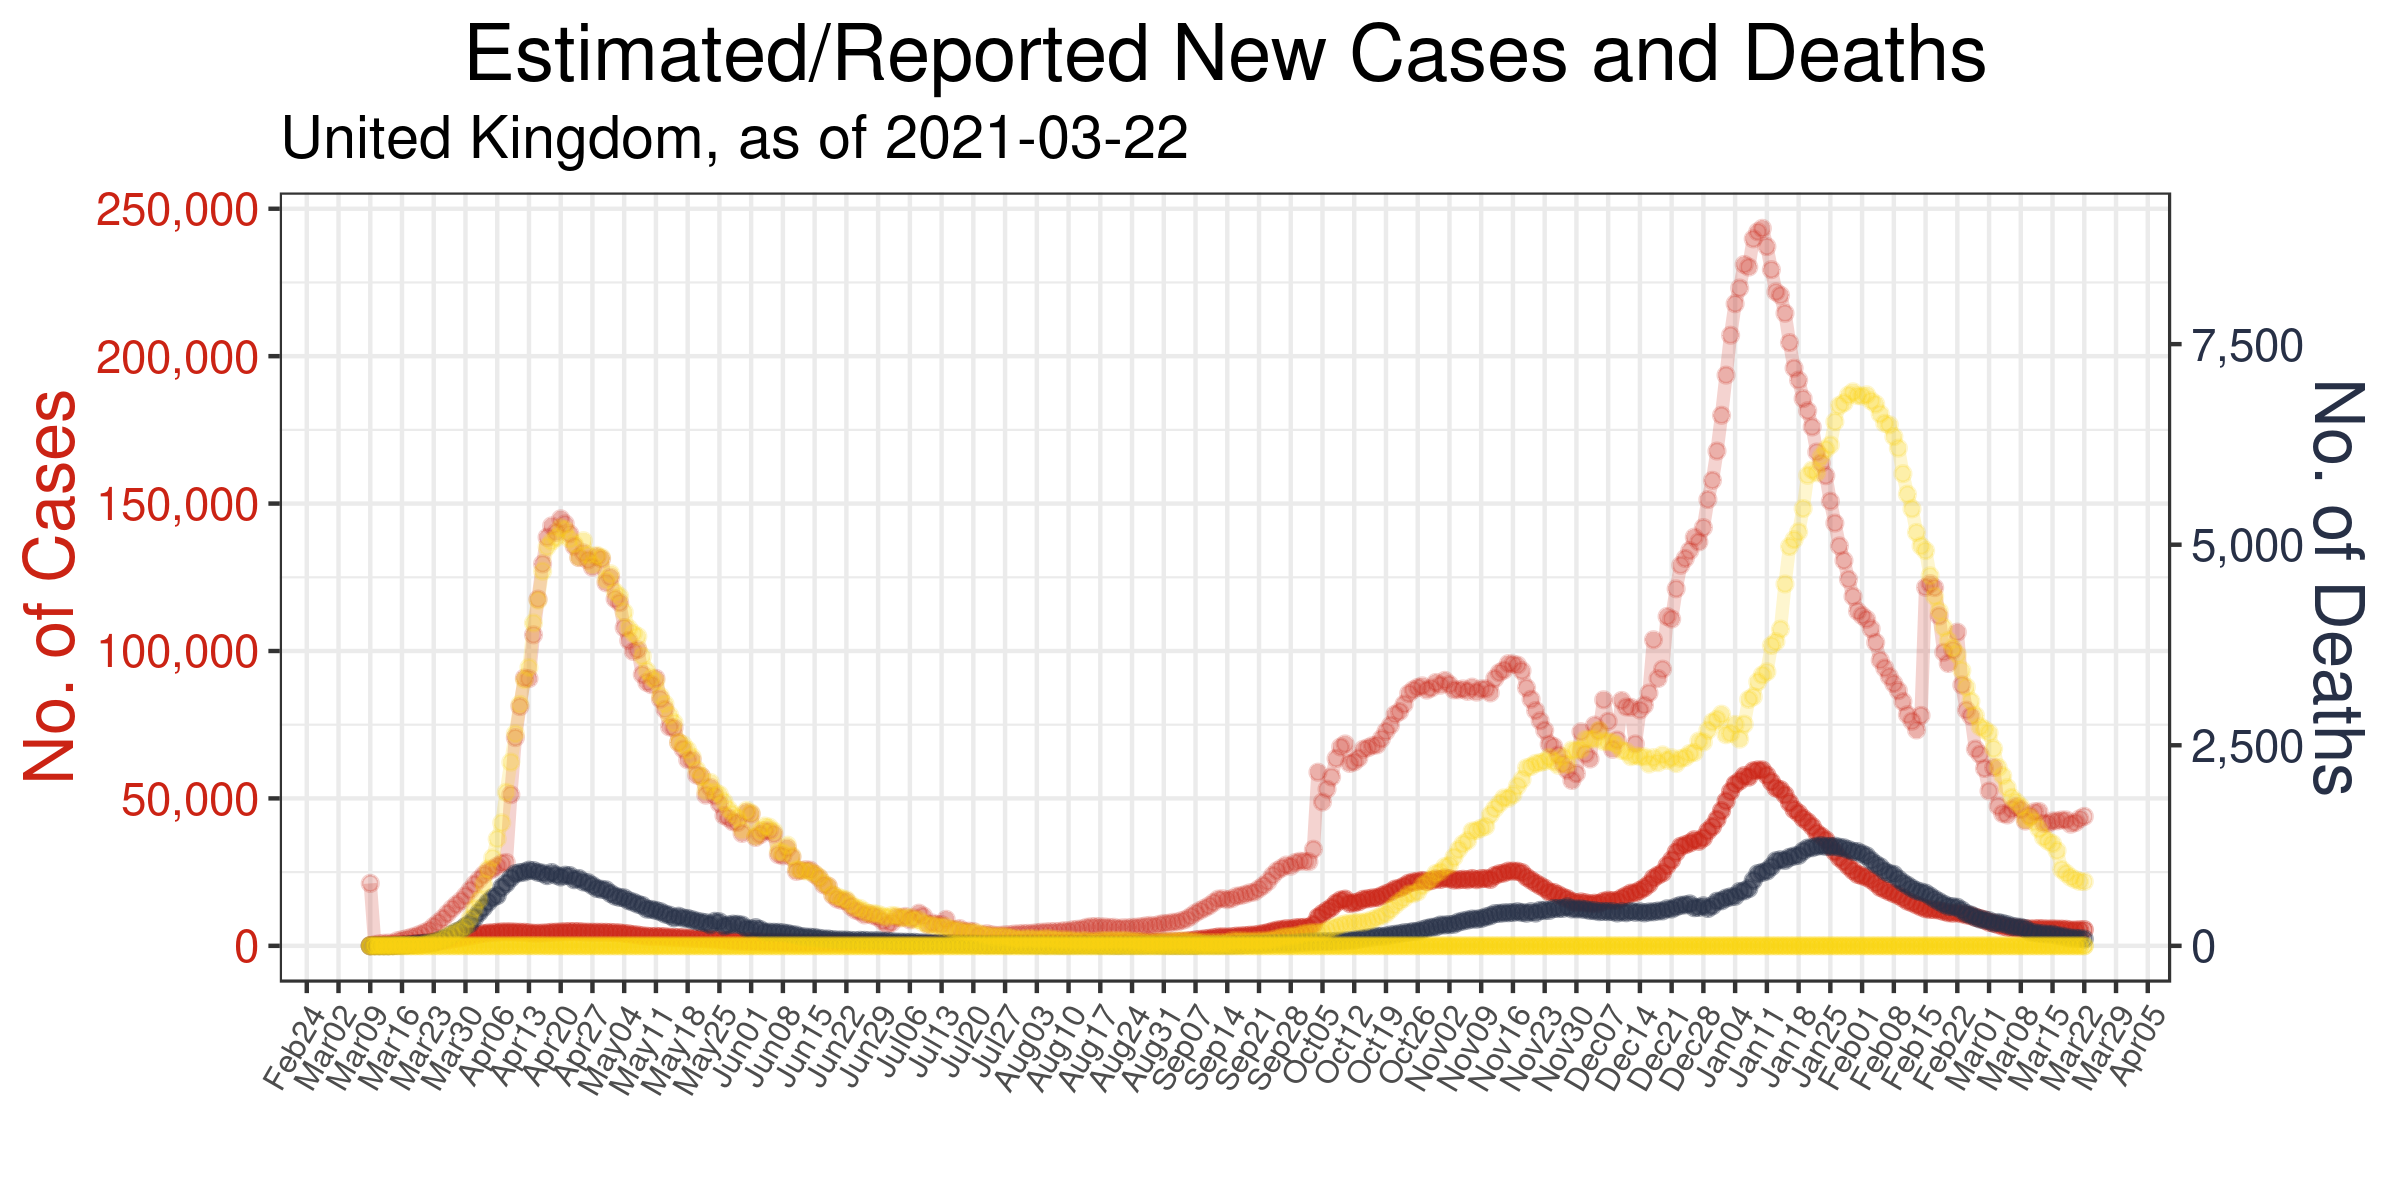 Estimated/Reported New Cases and Deaths
United Kingdom, as of 2021-03-22
No. of Cases
250,000
200,000
150,000
100,000
50,000
0
7,500
5,000
2,500
0
No. of Deaths
Feb24
Mar02
Mar09
Mar16
Mar23
Mar30
Apr06
Apr13
Apr20
Apr27
May04
May11
May18
May25
Jun01
Jun08
Jun15
Jun22
Jun29
Jul06
Jul13
Jul20
Jul27
Aug03
Aug10
Aug17
Aug24
Aug31
Sep07
Sep14
Sep21
Sep28
Oct05
Oct12
Oct19
Oct26
Nov02
Nov09
Nov16
Nov23
Nov30
Dec07
Dec14
Dec21
Dec28
Jan04
Jan11
Jan18
Jan25
Feb01
Feb08
Feb15
Feb22
Mar01
Mar08
Mar15
Mar22
Mar29
Apr05